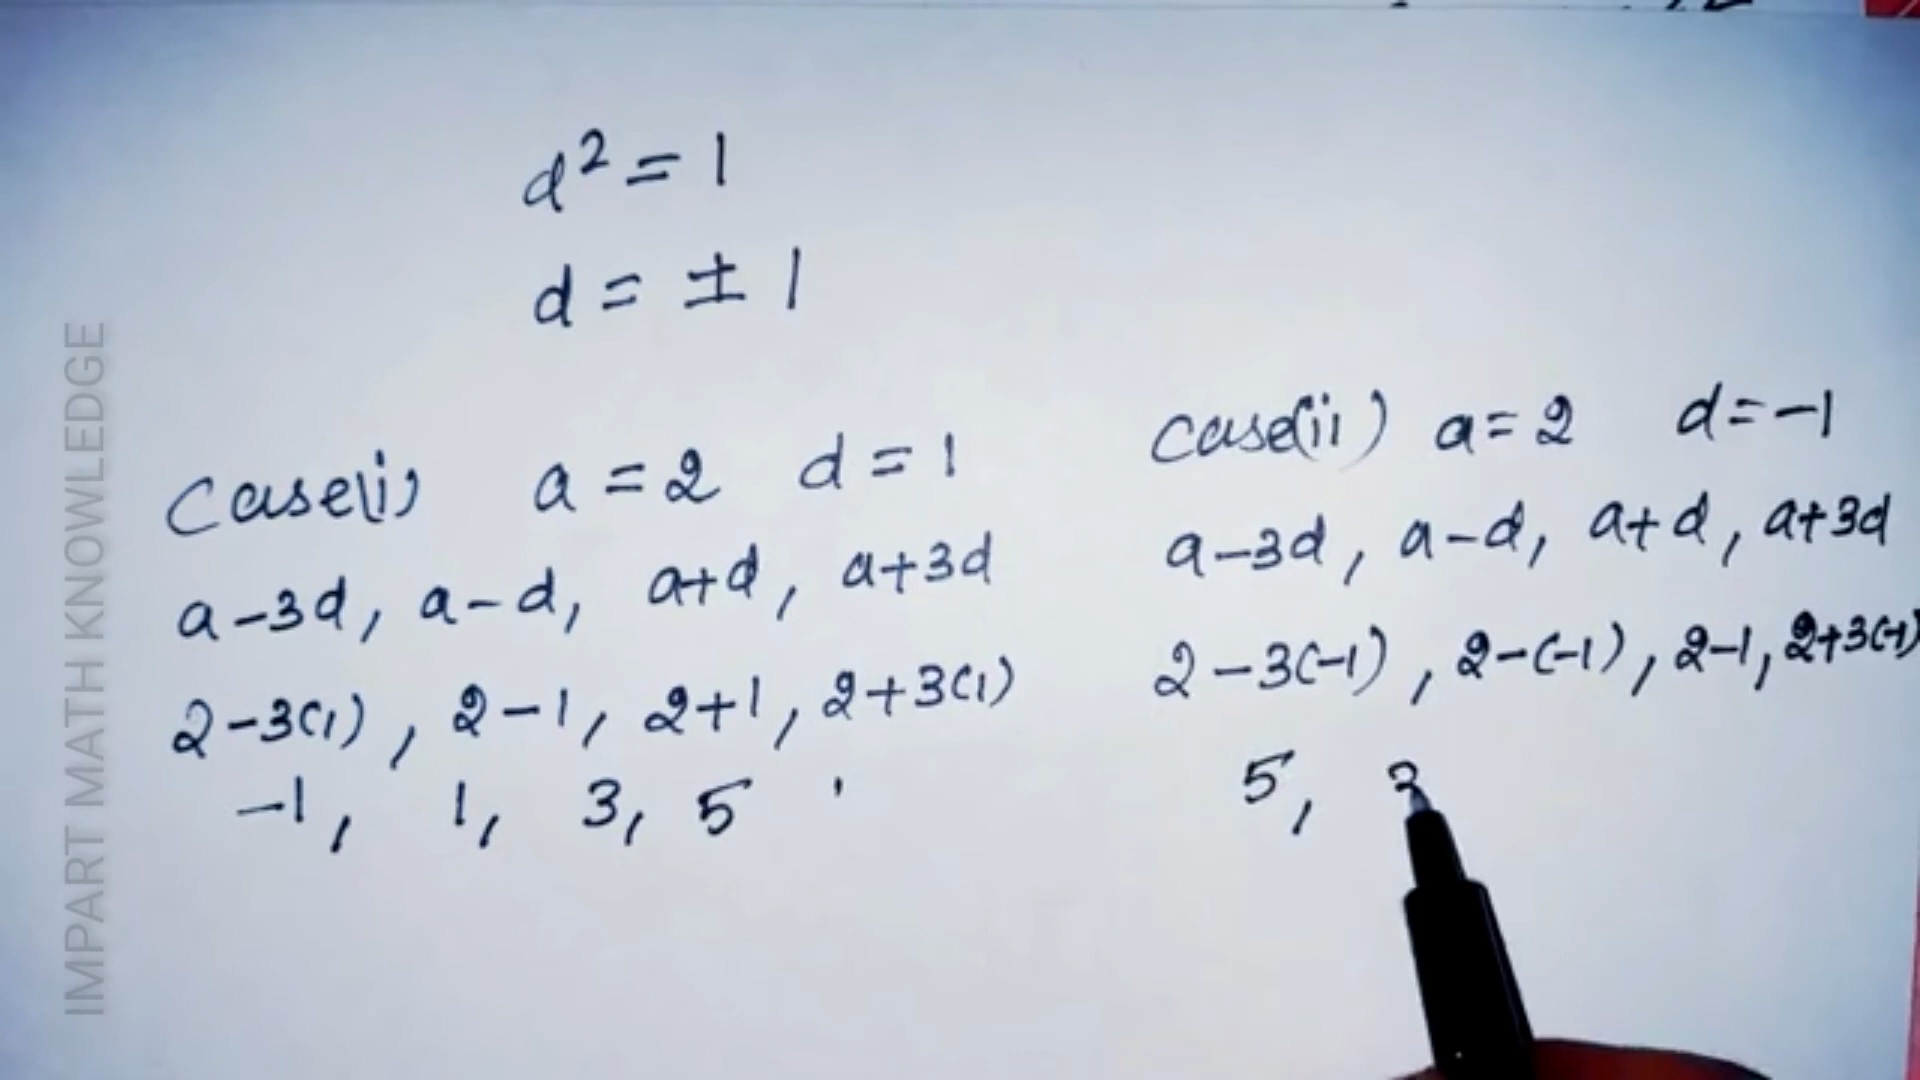 d² = 1
d = ± 1
Case(i) a = 2 d = 1
a-3d, a-d, a+d, a+3d
2-3(1), 2-1, 2+1, 2+3(1)
-1, 1, 3, 5
Case(ii) a = 2 d = -1
a-3d, a-d, a+d, a+3d
2-3(-1), 2-(-1), 2-1, 2+3(-1)
5, 3
IMPART MATH KNOWLEDGE